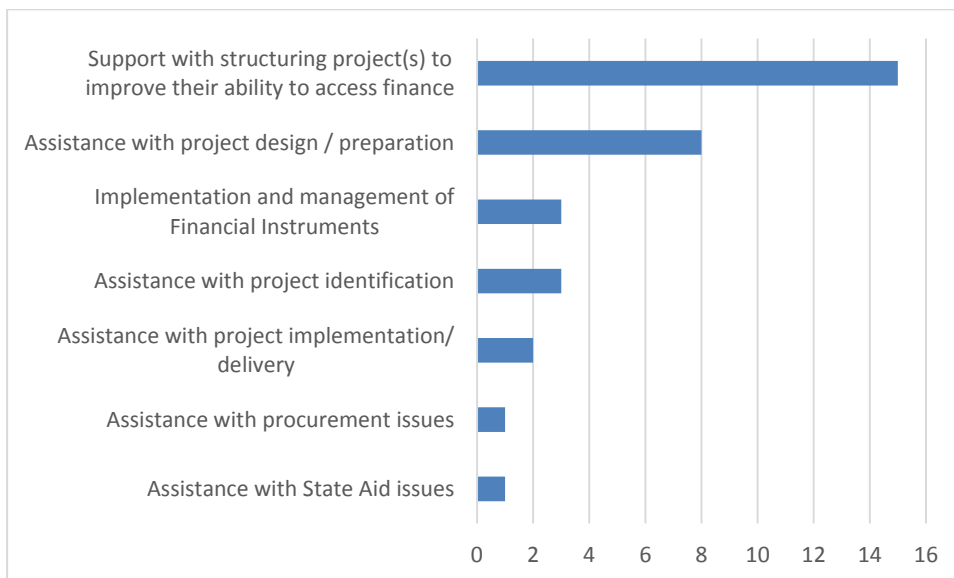 Support with structuring project(s) to
improve their ability to access finance
Assistance with project design / preparation
Implementation and management of
Financial Instruments
Assistance with project identification
Assistance with project implementation/
delivery
Assistance with procurement issues
Assistance with State Aid issues
0 2 4 6 8 10 12 14 16